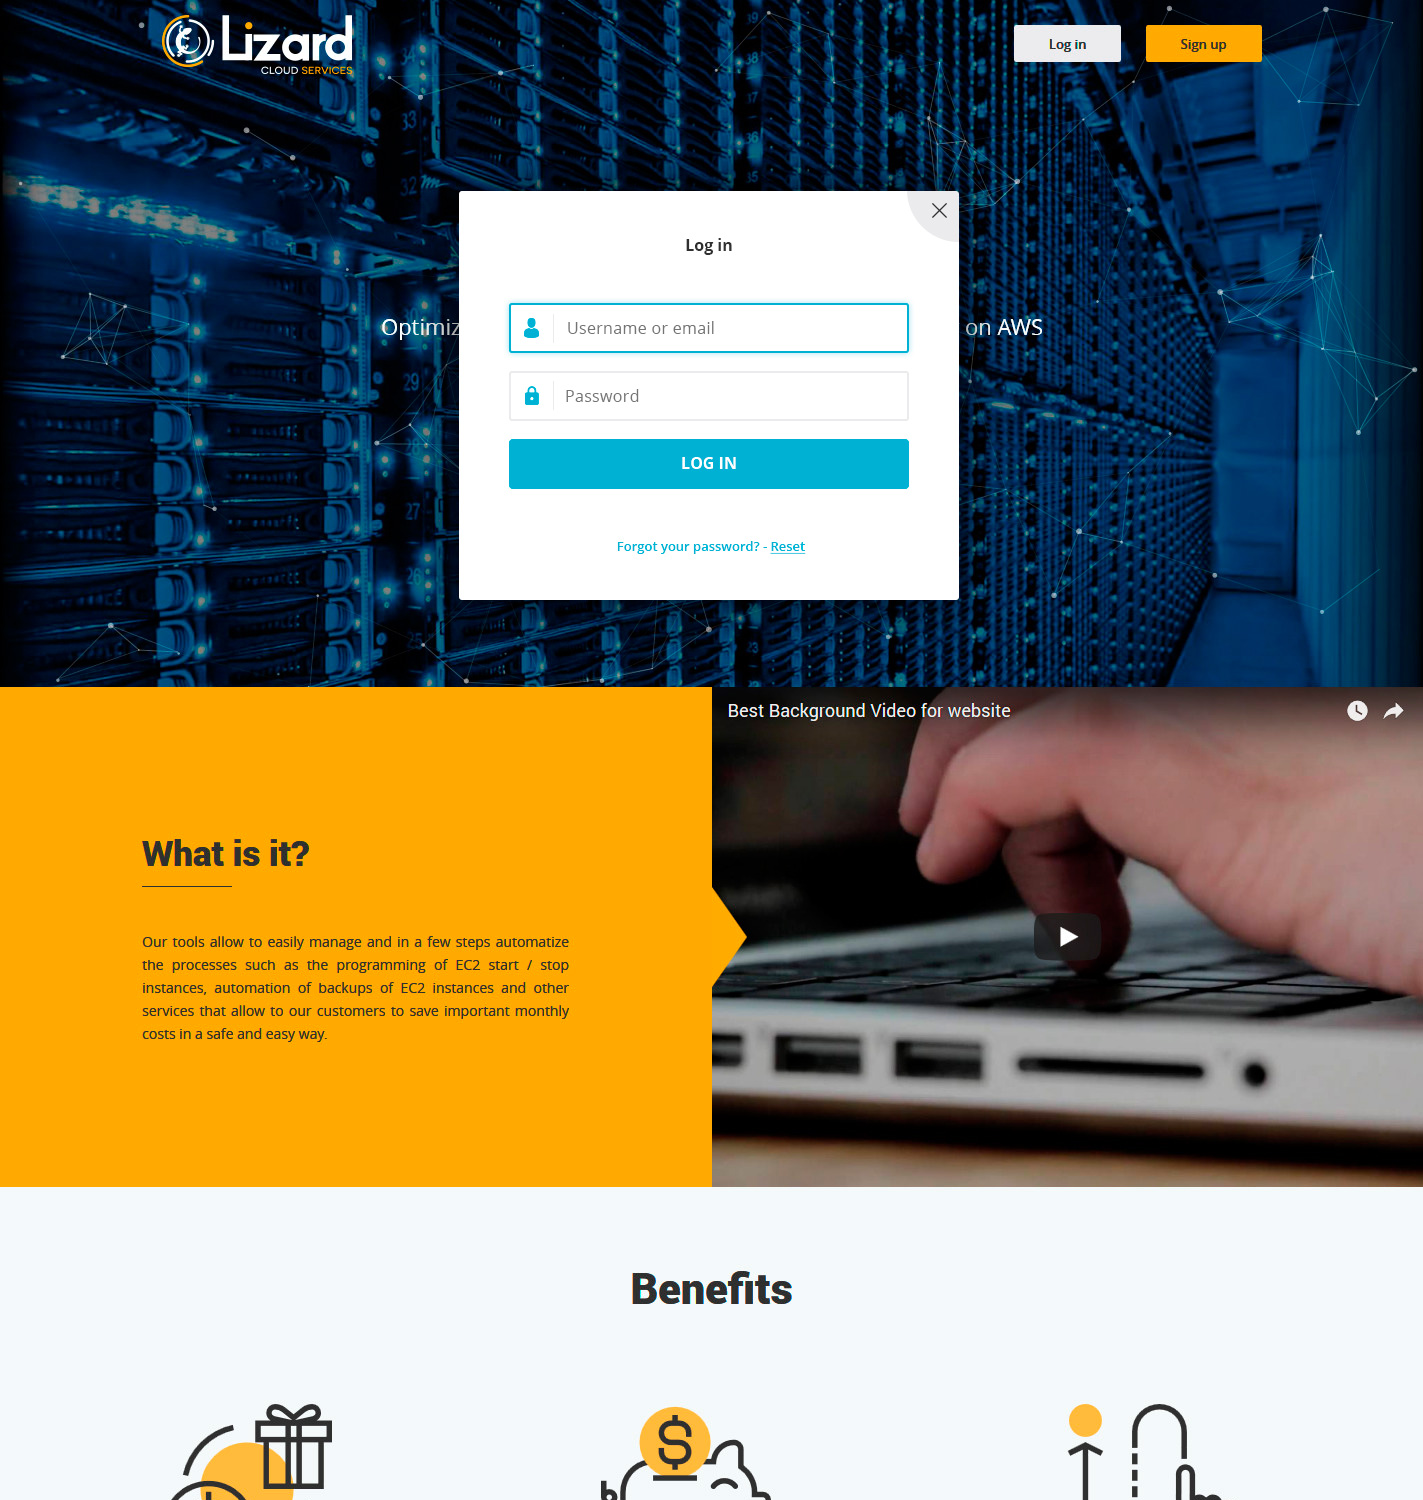 Lizard
CLOUD SERVICES
Log in
Sign up
Log in
Optimiz
on AWS
Username or email
Password
LOG IN
Forgot your password? - Reset
Best Background Video for website
What is it?
Our tools allow to easily manage and in a few steps automatize
the processes such as the programming of EC2 start / stop
instances, automation of backups of EC2 instances and other
services that allow to our customers to save important monthly
costs in a safe and easy way.
Benefits